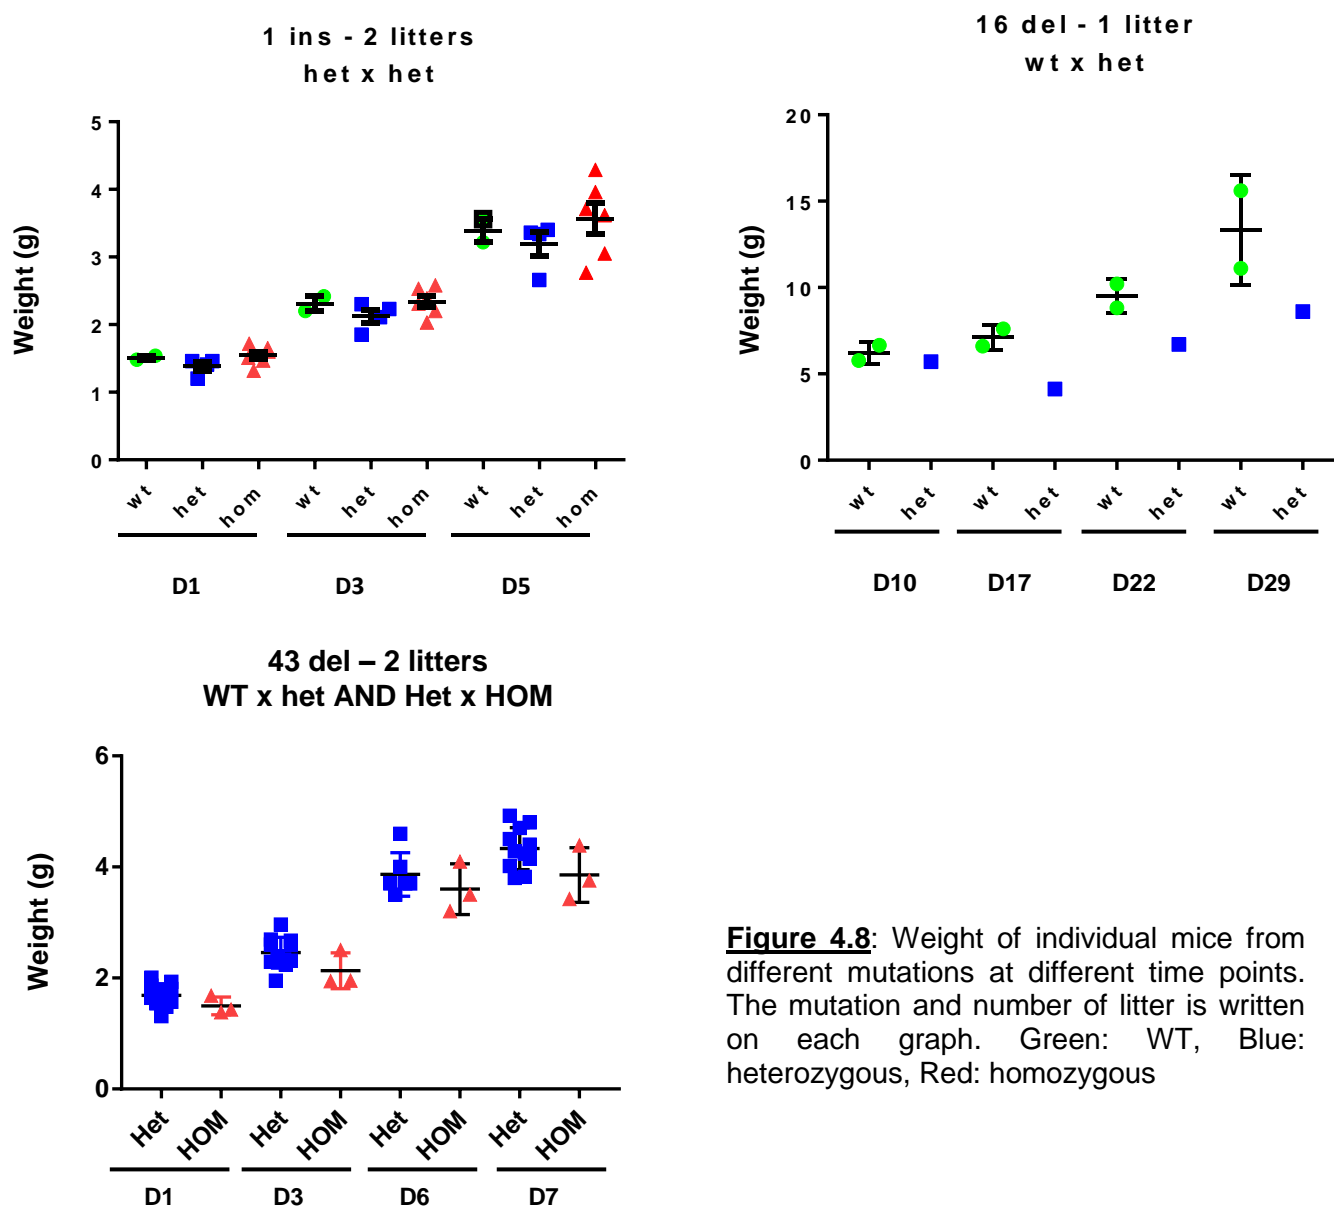 1 ins - 2 litters
het x het
5
4
3
2
1
0
Weight (g)
wt het hom wt het hom wt het hom
D1 D3 D5
16 del - 1 litter
wt x het
20
15
10
5
0
Weight (g)
wt het wt het wt het wt het
D10 D17 D22 D29
43 del – 2 litters
WT x het AND Het x HOM
6
4
2
0
Weight (g)
Het HOM Het HOM Het HOM Het HOM
D1 D3 D6 D7
Figure 4.8: Weight of individual mice from
different mutations at different time points.
The mutation and number of litter is written
on each graph. Green: WT, Blue:
heterozygous, Red: homozygous